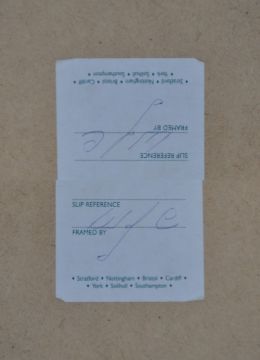 • Stratford • Nottingham • Bristol • Cardiff •
• York • Solihull • Southampton •
FRAMED BY
SLIP REFERENCE
SLIP REFERENCE
FRAMED BY
• Stratford • Nottingham • Bristol • Cardiff •
• York • Solihull • Southampton •